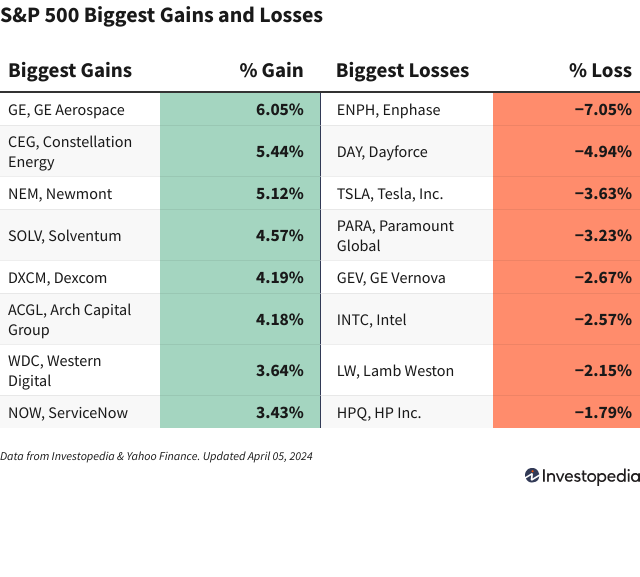 S&P 500 Biggest Gains and Losses
Biggest Gains % Gain Biggest Losses % Loss
GE, GE Aerospace 6.05% ENPH, Enphase −7.05%
CEG, Constellation
Energy 5.44% DAY, Dayforce −4.94%
NEM, Newmont 5.12% TSLA, Tesla, Inc. −3.63%
SOLV, Solventum 4.57% PARA, Paramount
Global −3.23%
DXCM, Dexcom 4.19% GEV, GE Vernova −2.67%
ACGL, Arch Capital
Group 4.18% INTC, Intel −2.57%
WDC, Western
Digital 3.64% LW, Lamb Weston −2.15%
NOW, ServiceNow 3.43% HPQ, HP Inc. −1.79%
Data from Investopedia & Yahoo Finance. Updated April 05, 2024
Investopedia